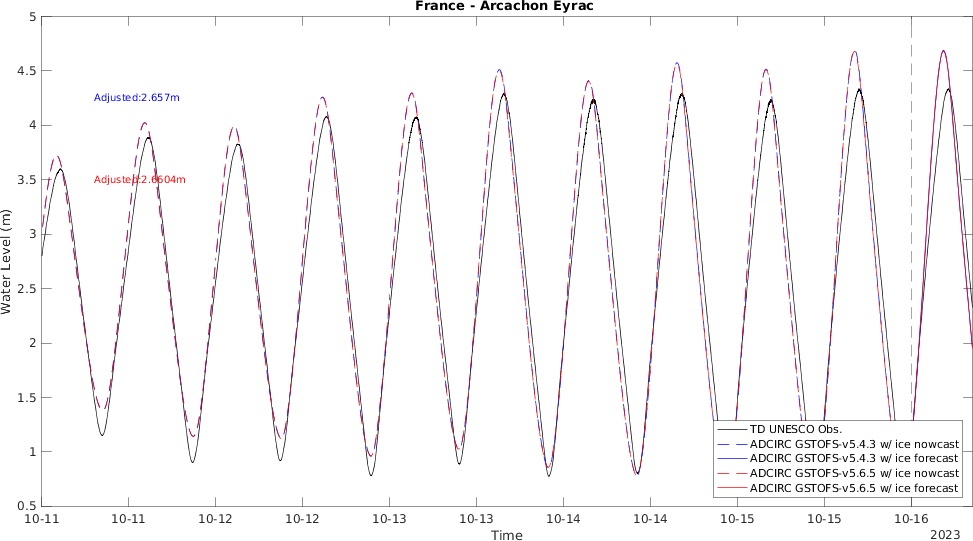 France - Arcachon Eyrac
5
4.5
4
3.5
3
2.5
2
1.5
1
0.5
Water Level (m)
Adjusted:2.657m
Adjusted:2.6604m
TD UNESCO Obs.
ADCIRC GSTOFS-v5.4.3 w/ ice nowcast
ADCIRC GSTOFS-v5.4.3 w/ ice forecast
ADCIRC GSTOFS-v5.6.5 w/ ice nowcast
ADCIRC GSTOFS-v5.6.5 w/ ice forecast
10-11 10-11 10-12 10-12 10-13 10-13 10-14 10-14 10-15 10-15 10-16
2023
Time